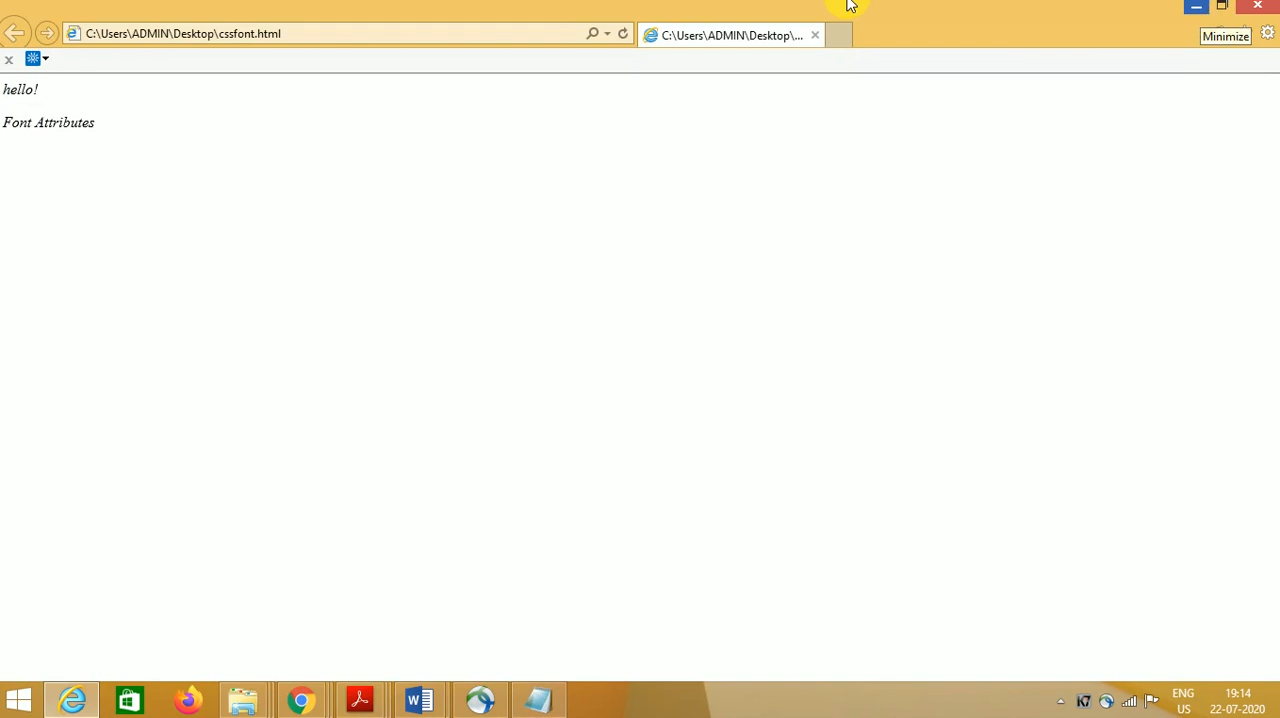 C:\Users\ADMIN\Desktop\cssfont.html
C:\Users\ADMIN\Desktop\...
Minimize
hello!
Font Attributes
ENG
US
19:14
22-07-2020